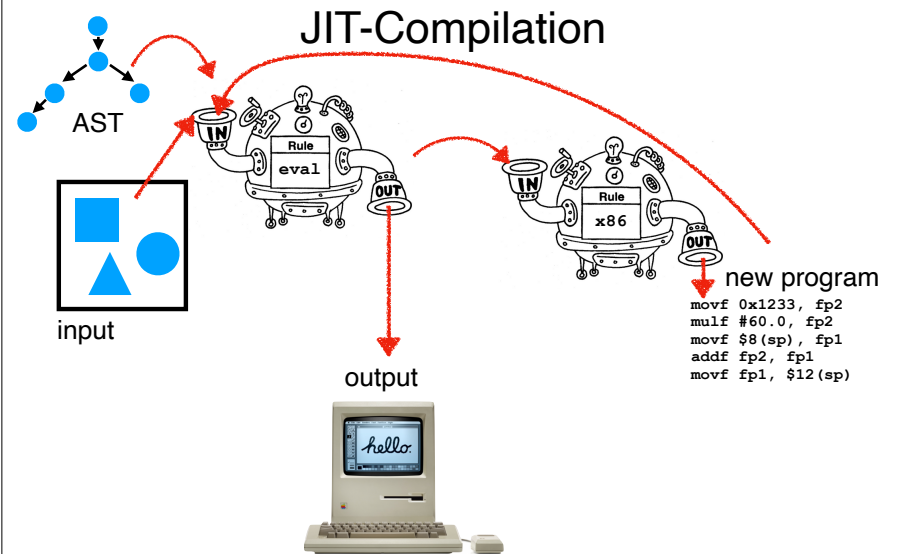 JIT-Compilation
AST
IN
Rule
eval
OUT
IN
Rule
x86
OUT
input
new program
movf 0x1233, fp2
mulf #60.0, fp2
movf $8(sp), fp1
addf fp2, fp1
movf fp1, $12(sp)
output
hello.